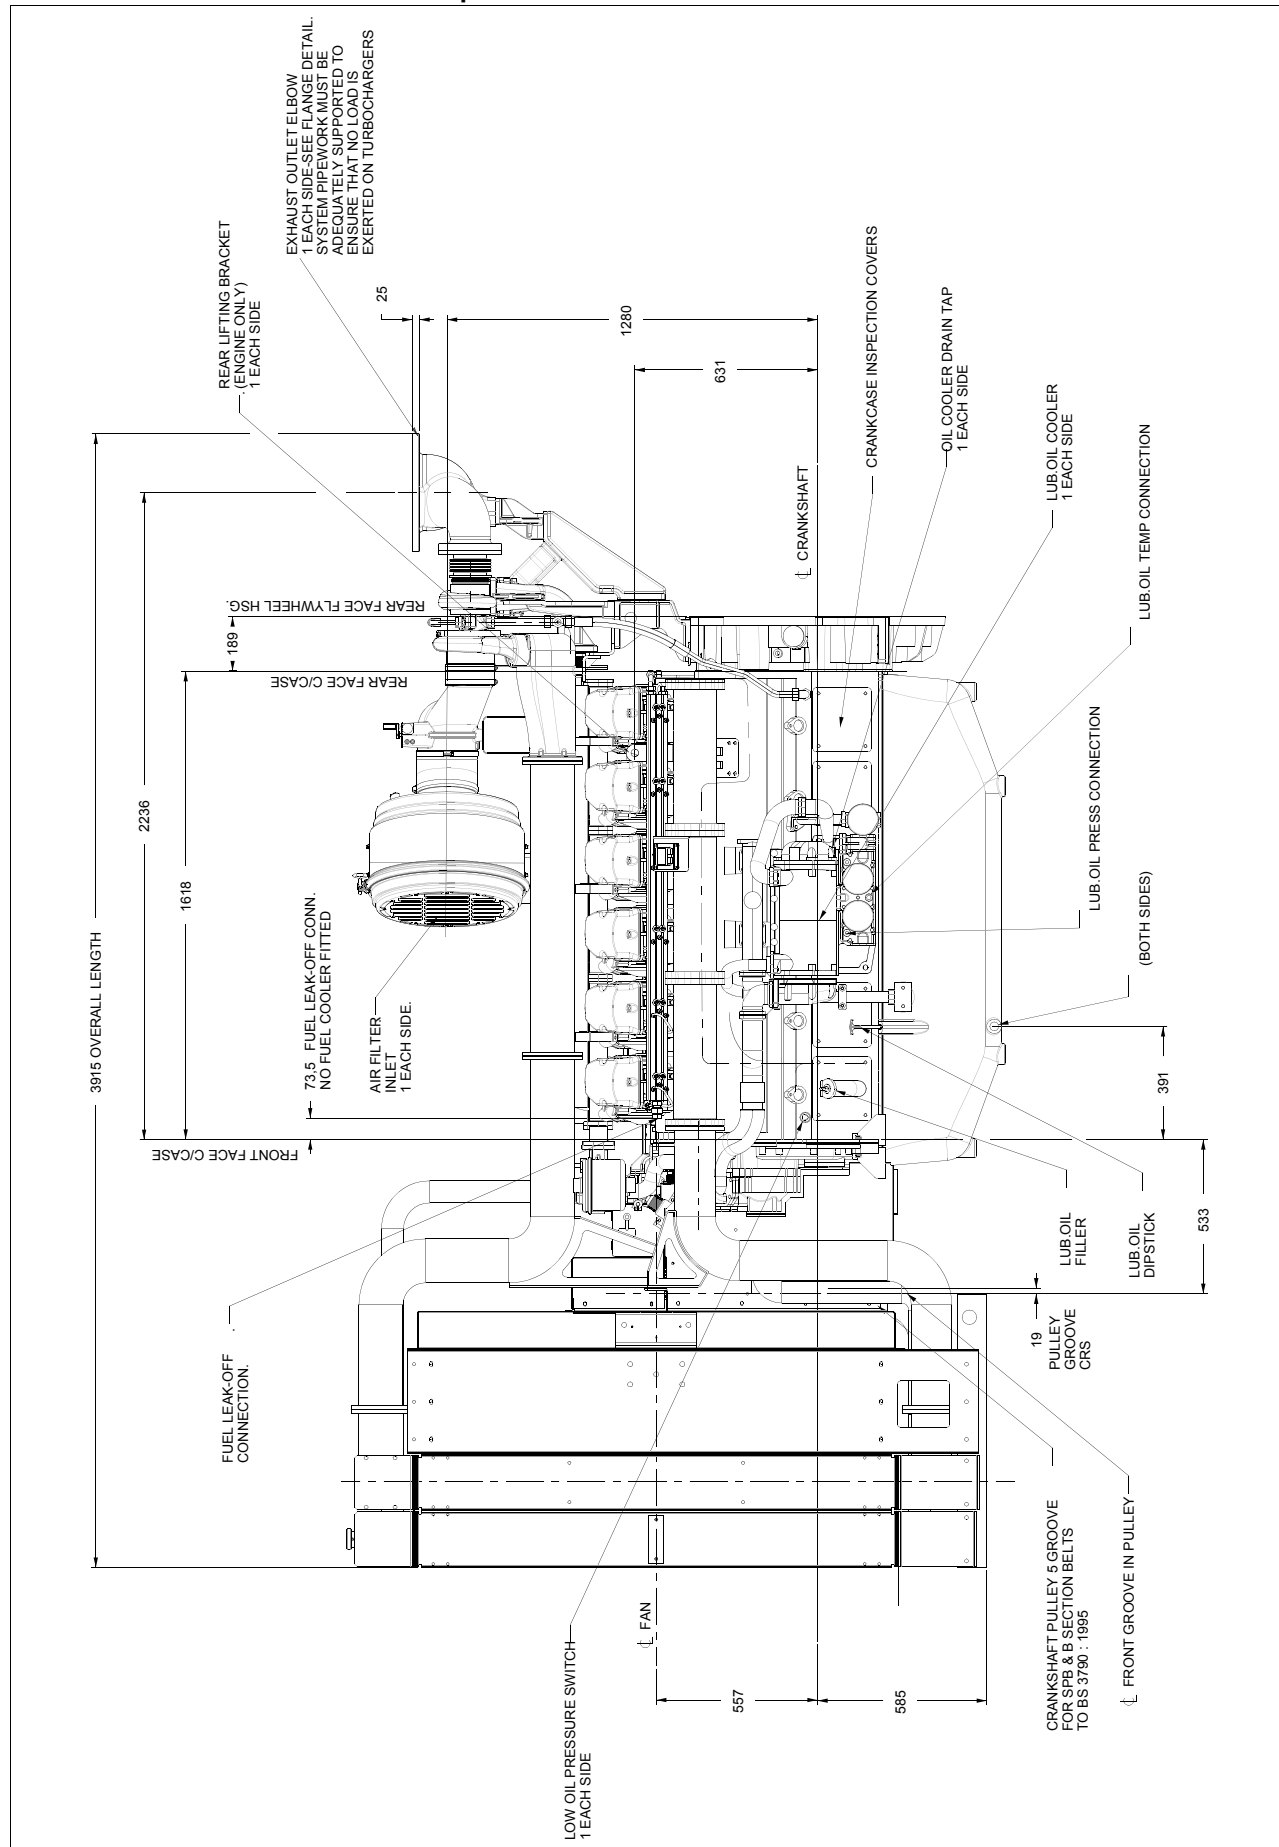 3915 OVERALL LENGTH
2236
1618
189
REAR FACE FLYWHEEL HSG.
REAR FACE C/CASE
FRONT FACE C/CASE
EXHAUST OUTLET ELBOW
1 EACH SIDE-SEE FLANGE DETAIL.
SYSTEM PIPEWORK MUST BE
ADEQUATELY SUPPORTED TO
ENSURE THAT NO LOAD IS
EXERTED ON TURBOCHARGERS
REAR LIFTING BRACKET
(ENGINE ONLY)
1 EACH SIDE
25
1280
631
73,5 FUEL LEAK-OFF CONN.
NO FUEL COOLER FITTED
AIR FILTER
INLET
1 EACH SIDE.
FUEL LEAK-OFF
CONNECTION.
℄ CRANKSHAFT
CRANKCASE INSPECTION COVERS
OIL COOLER DRAIN TAP
1 EACH SIDE
LUB.OIL COOLER
1 EACH SIDE
LUB.OIL TEMP CONNECTION
LUB.OIL PRESS CONNECTION
(BOTH SIDES)
391
533
LUB.OIL
FILLER
LUB.OIL
DIPSTICK
19
PULLEY
GROOVE
CRS
LOW OIL PRESSURE SWITCH
1 EACH SIDE
℄ FAN
557
585
CRANKSHAFT PULLEY 5 GROOVE
FOR SPB & B SECTION BELTS
TO BS 3790 : 1995
℄ FRONT GROOVE IN PULLEY